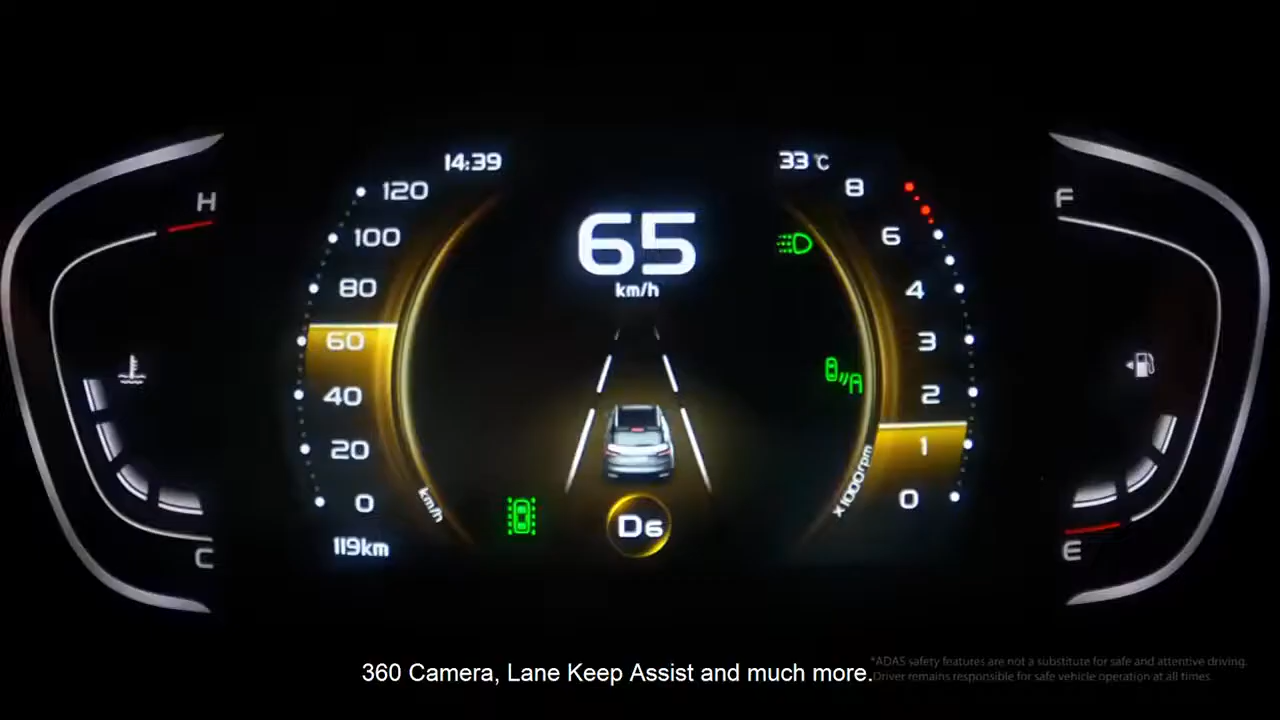 14:39
33°C
H
120
100
80
60
40
20
0
km/h
119km
C
65
km/h
D6
8
6
4
3
2
1
0
x1000rpm
F
E
360 Camera, Lane Keep Assist and much more.
*ADAS safety features are not a substitute for safe and attentive driving.
Driver remains responsible for safe vehicle operation at all times.